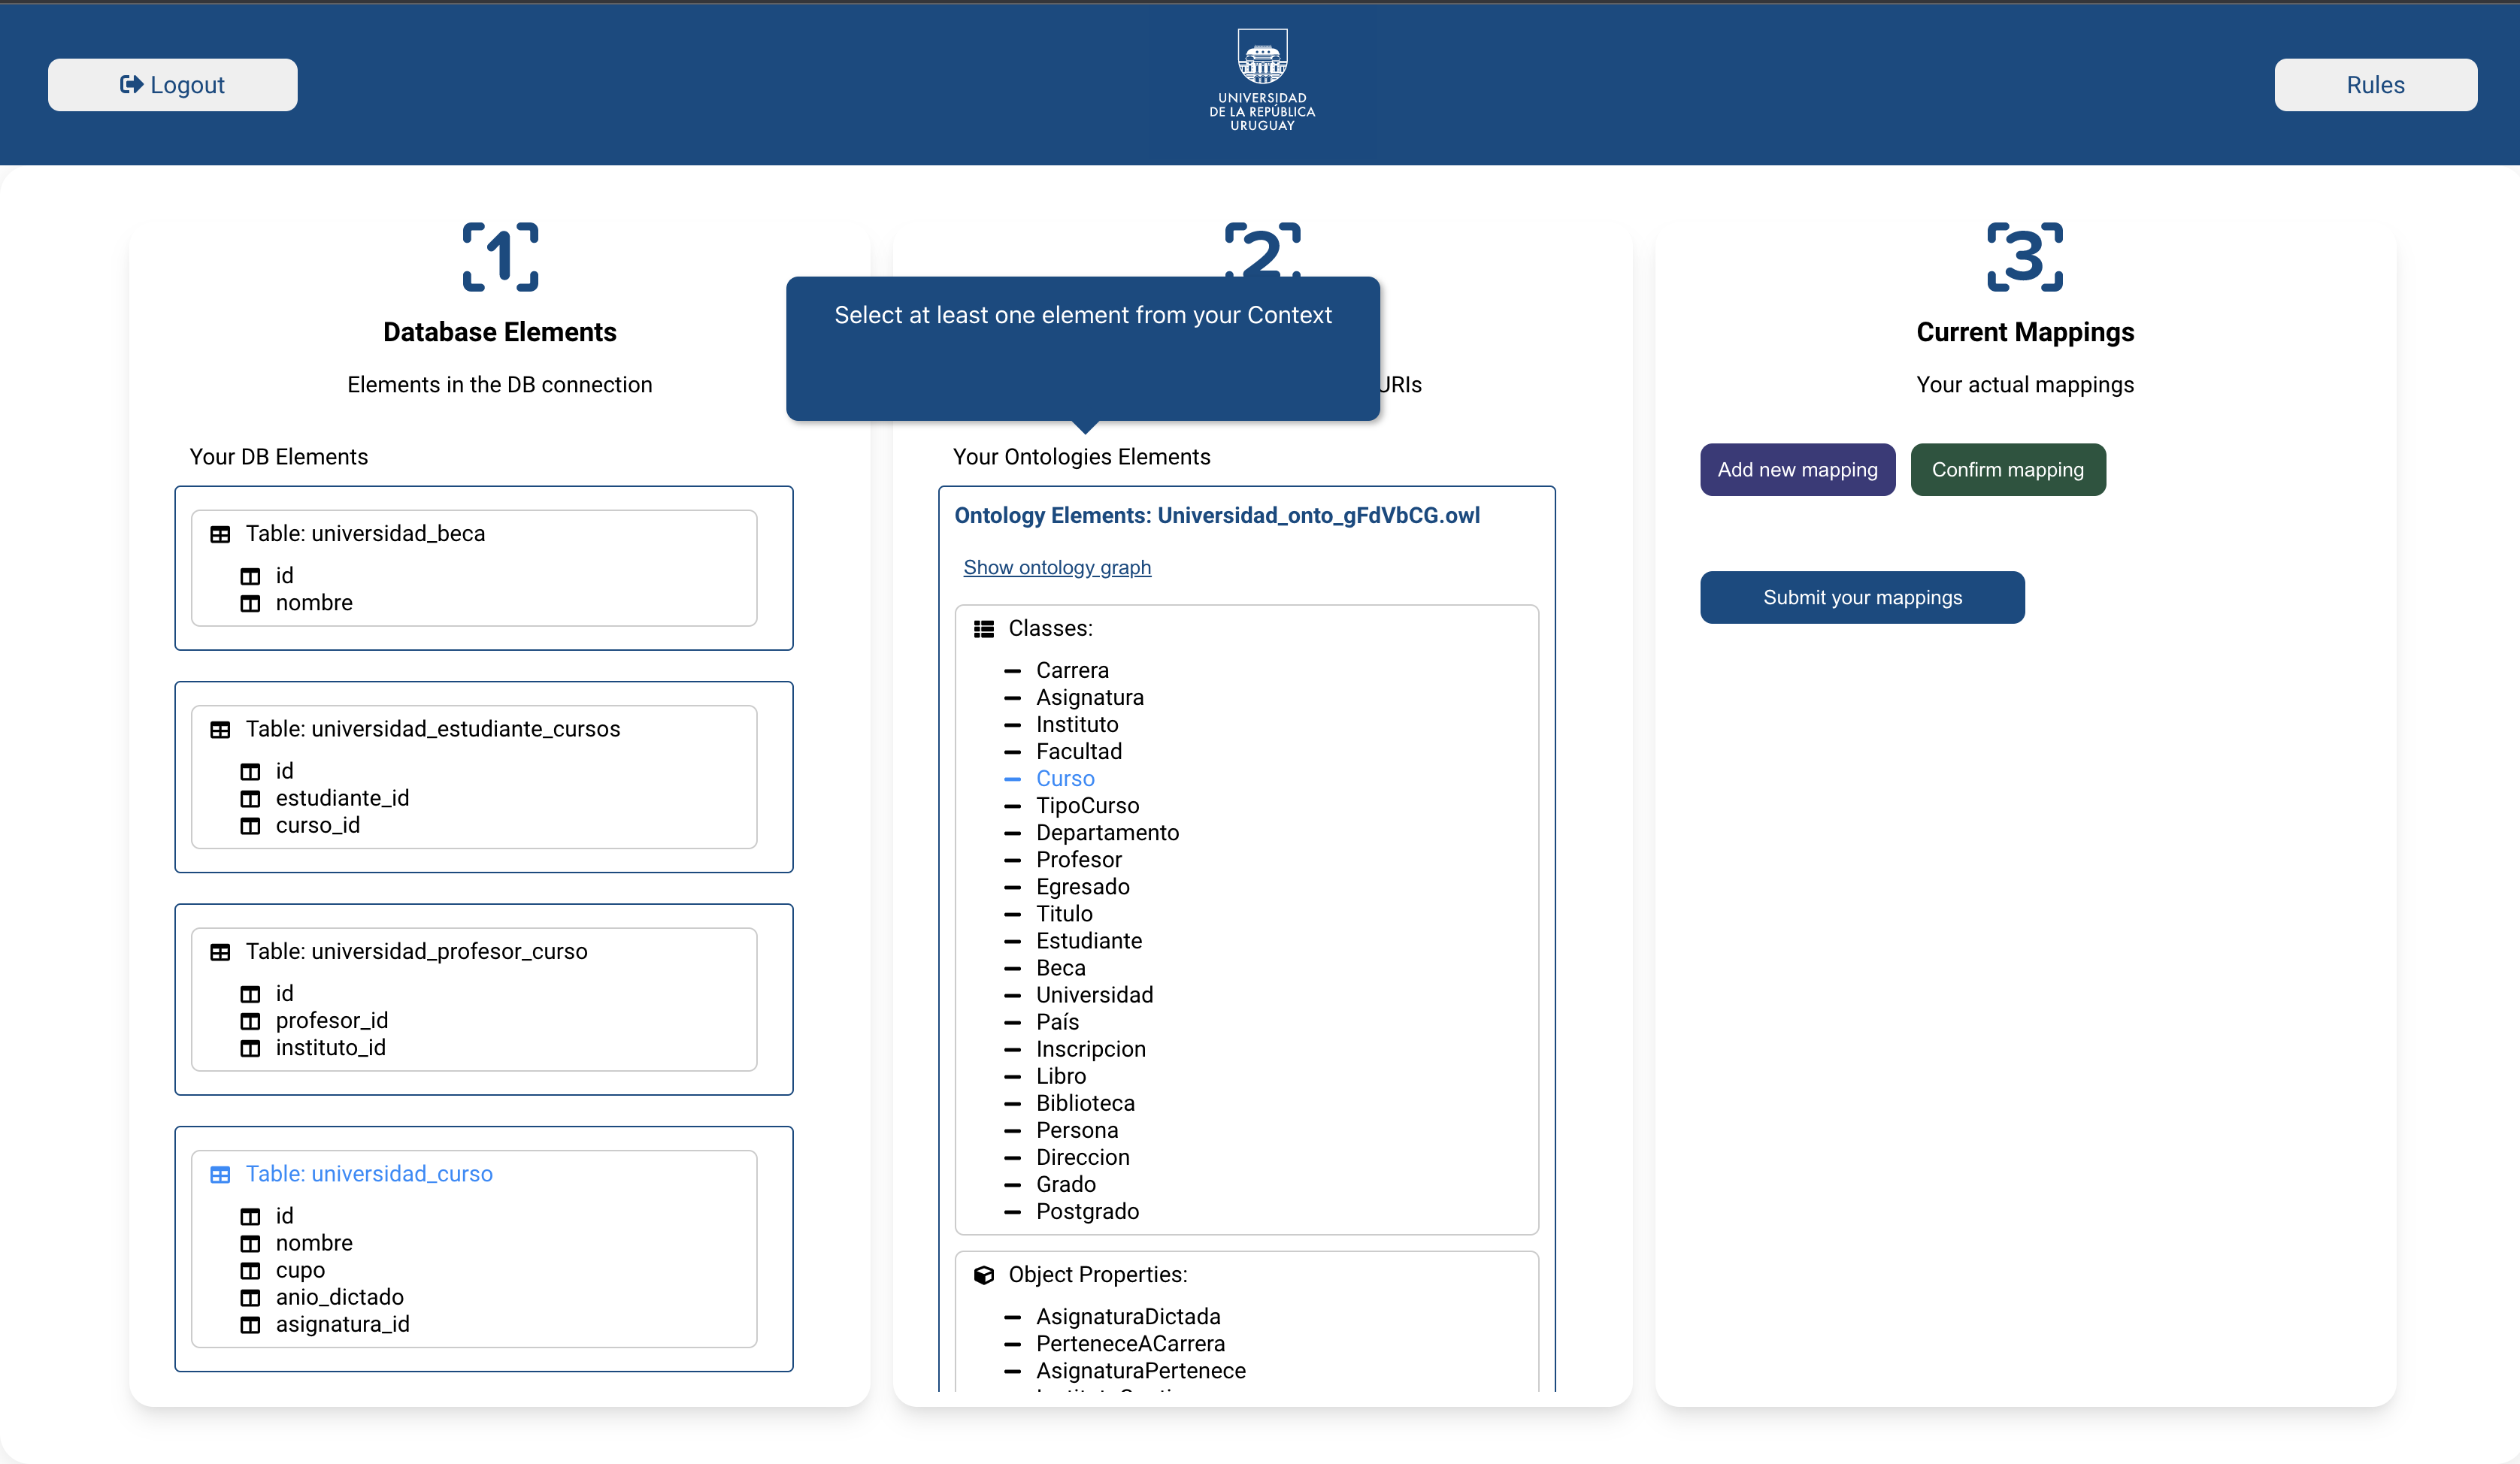 Logout
UNIVERSIDAD
DE LA REPÚBLICA
URUGUAY
Rules
1
Database Elements
Elements in the DB connection
Your DB Elements
Table: universidad_beca
id
nombre
Table: universidad_estudiante_cursos
id
estudiante_id
curso_id
Table: universidad_profesor_curso
id
profesor_id
instituto_id
Table: universidad_curso
id
nombre
cupo
anio_dictado
asignatura_id
2
Select at least one element from your Context
URIs
Your Ontologies Elements
Ontology Elements: Universidad_onto_gFdVbCG.owl
Show ontology graph
Classes:
Carrera
Asignatura
Instituto
Facultad
Curso
TipoCurso
Departamento
Profesor
Egresado
Titulo
Estudiante
Beca
Universidad
País
Inscripcion
Libro
Biblioteca
Persona
Direccion
Grado
Postgrado
Object Properties:
AsignaturaDictada
PerteneceACarrera
AsignaturaPertenece
3
Current Mappings
Your actual mappings
Add new mapping
Confirm mapping
Submit your mappings